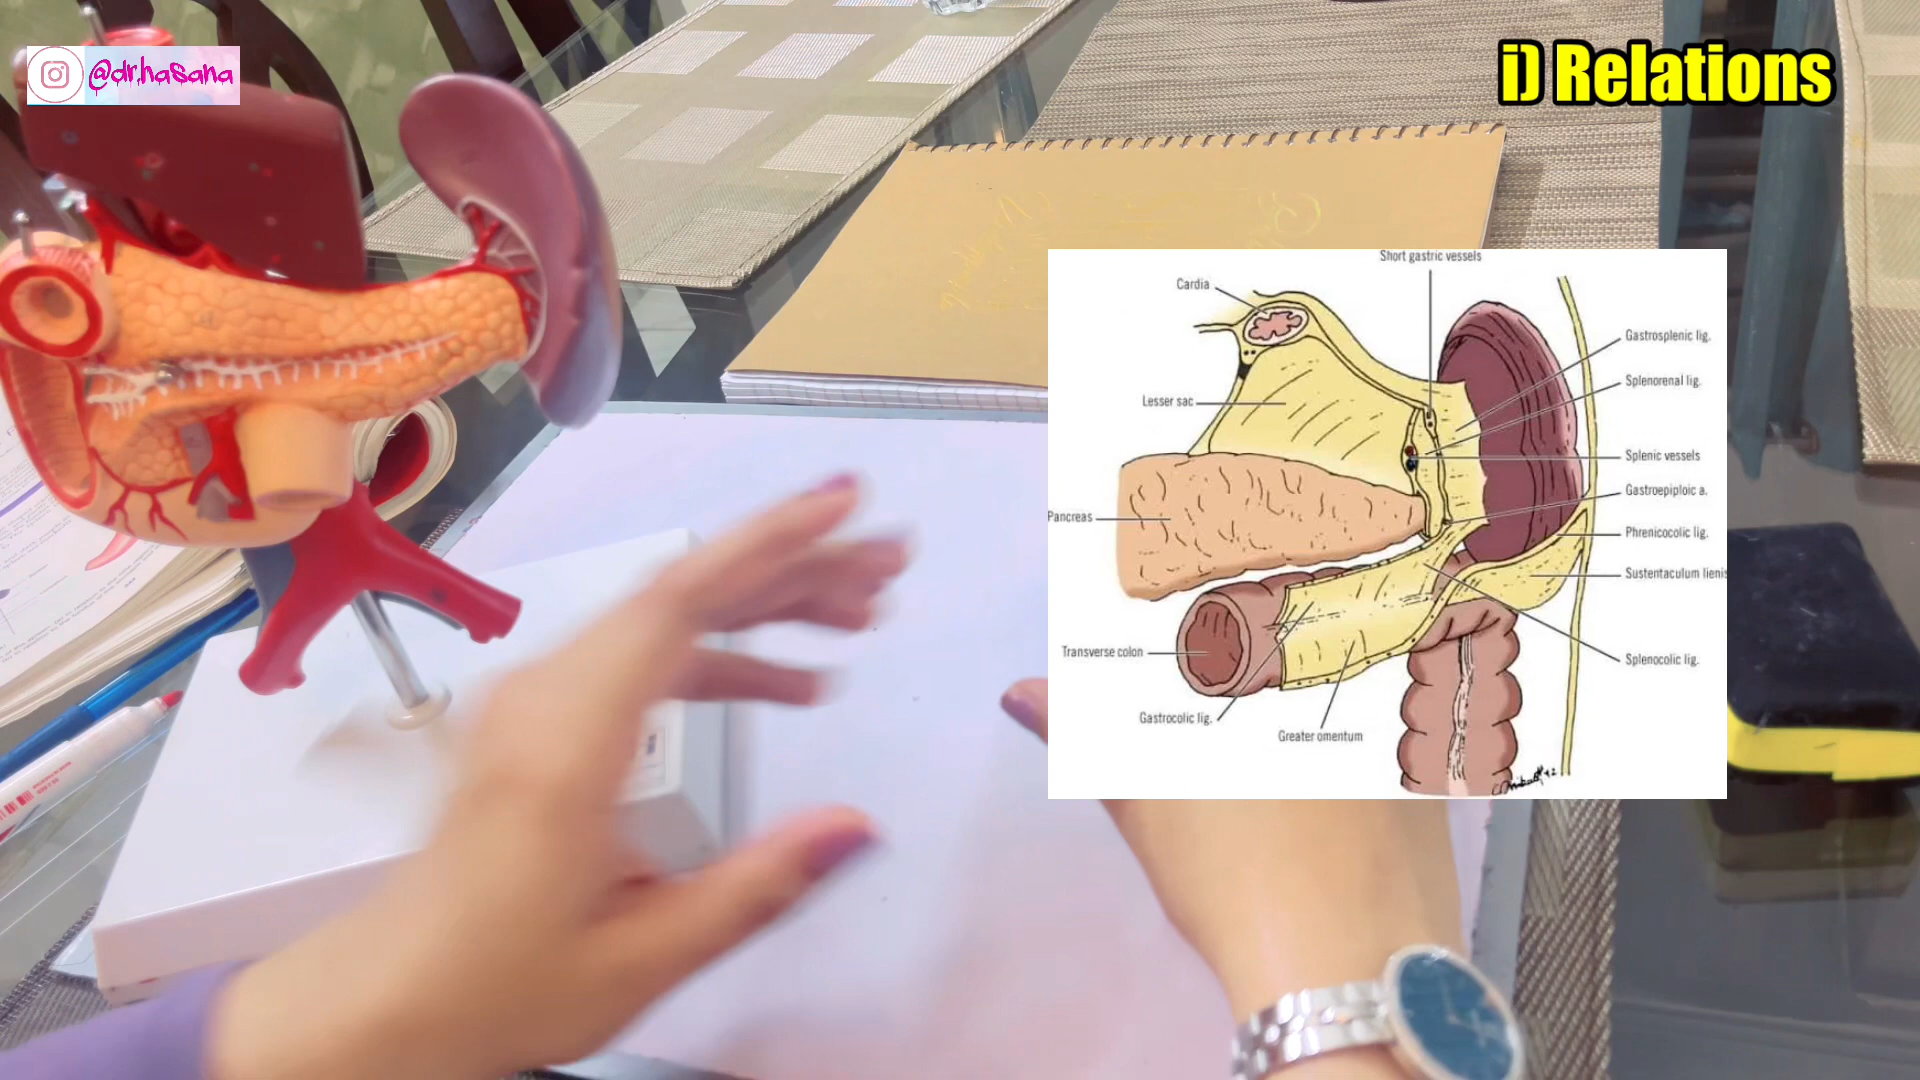 @dr.hasana
i) Relations
Short gastric vessels
Cardia
Gastrosplenic lig.
Splenorenal lig.
Lesser sac
Splenic vessels
Gastroepiploic a.
Pancreas
Phrenicocolic lig.
Sustentaculum lienis
Transverse colon
Splenocolic lig.
Gastrocolic lig.
Greater omentum